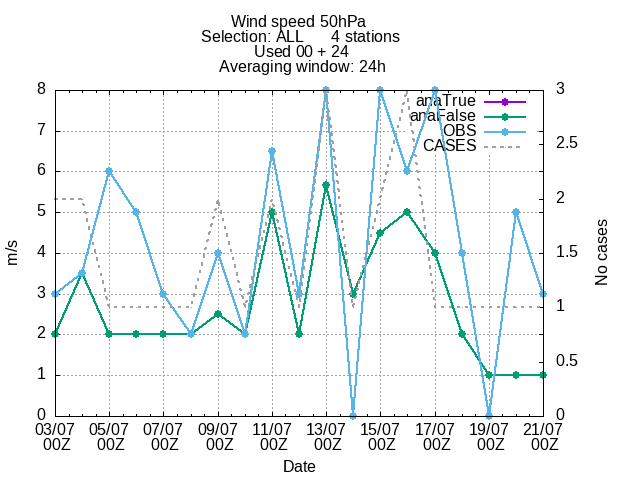 Wind speed 50hPa
Selection: ALL 4 stations
Used 00 + 24
Averaging window: 24h
8 3
7 2.5
6 2
5 1.5
4 1
3 0.5
2 0
1
0
anaTrue
anaFalse
OBS
CASES
m/s
No cases
03/07 05/07 07/07 09/07 11/07 13/07 15/07 17/07 19/07 21/07
00Z 00Z 00Z 00Z 00Z 00Z 00Z 00Z 00Z 00Z
Date